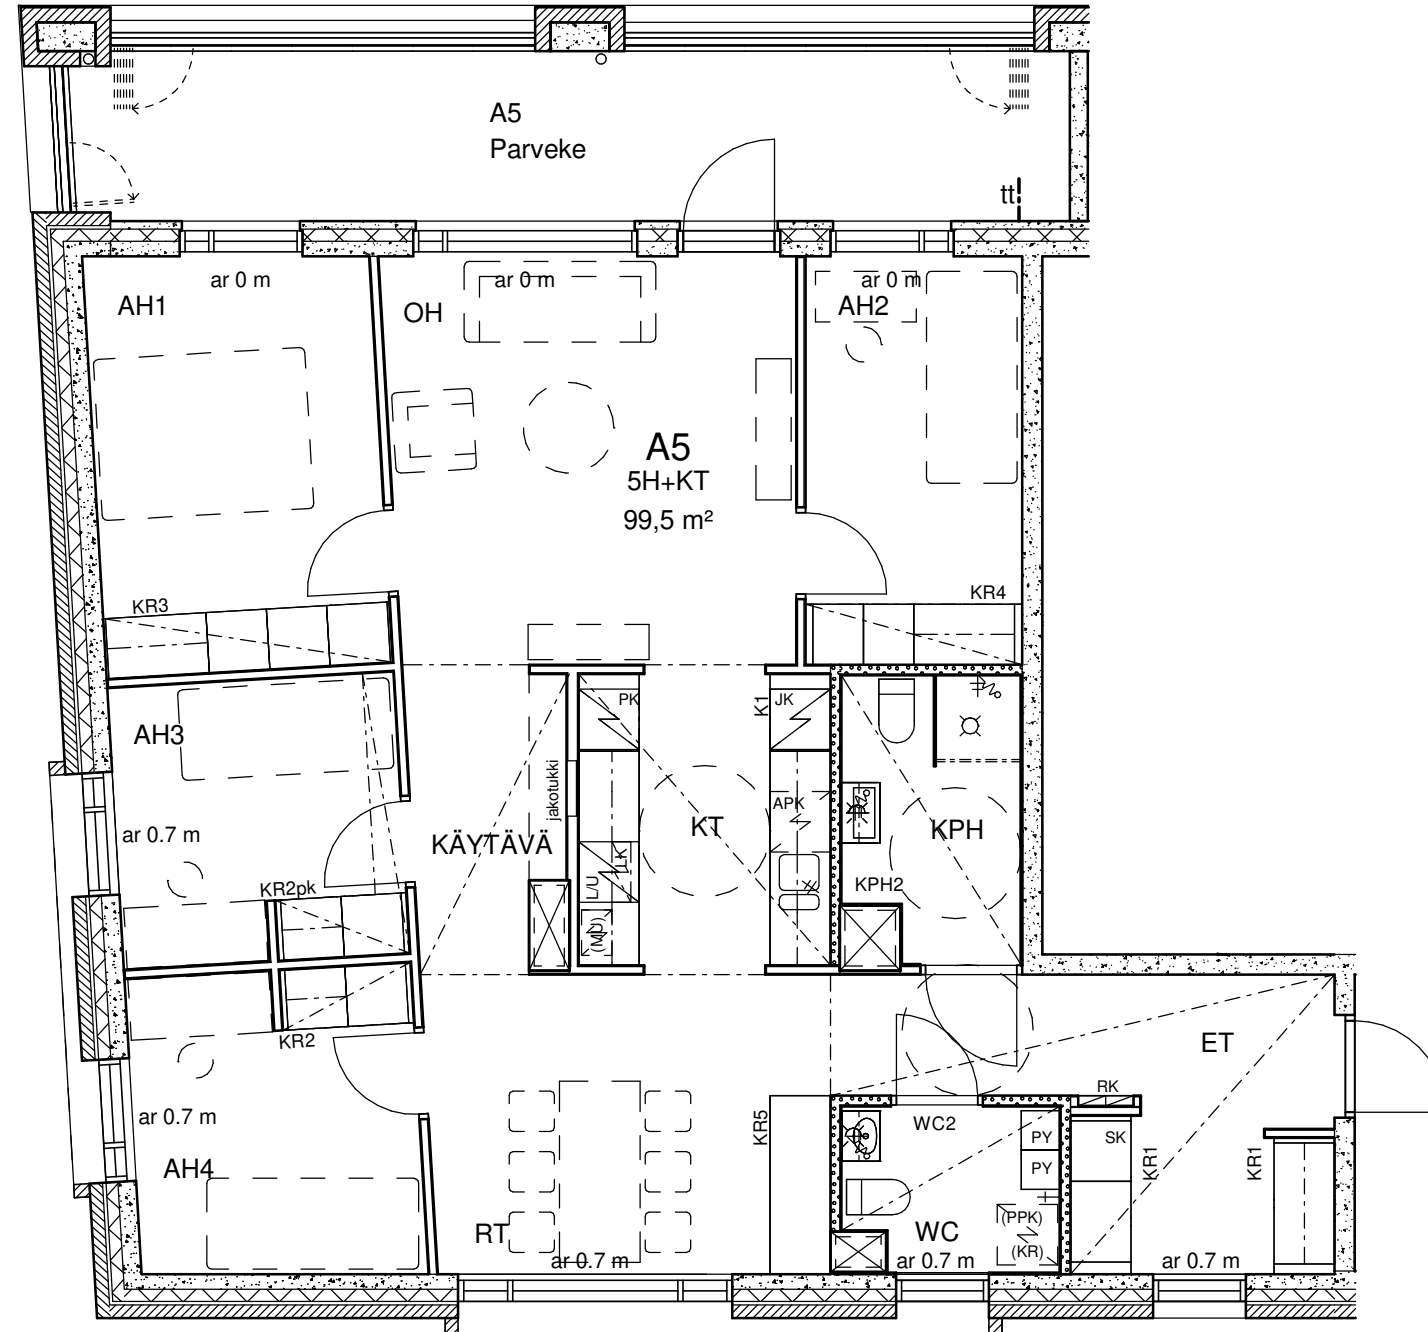 A5
Parveke
tt
ar 0 m
ar 0 m
ar 0 m
AH1
OH
AH2
A5
5H+KT
99,5 m²
KR3
KR4
PK
K1
JK
AH3
jakotukki
APK
ar 0.7 m
KÄYTÄVÄ
KT
KPH
LK
L/U
KR2pk
KPH2
(MU)
KR2
ET
RK
ar 0.7 m
KR5
WC2
PY
SK
PY
KR1
KR1
AH4
(PPK)
RT
WC
(KR)
ar 0.7 m
ar 0.7 m
ar 0.7 m